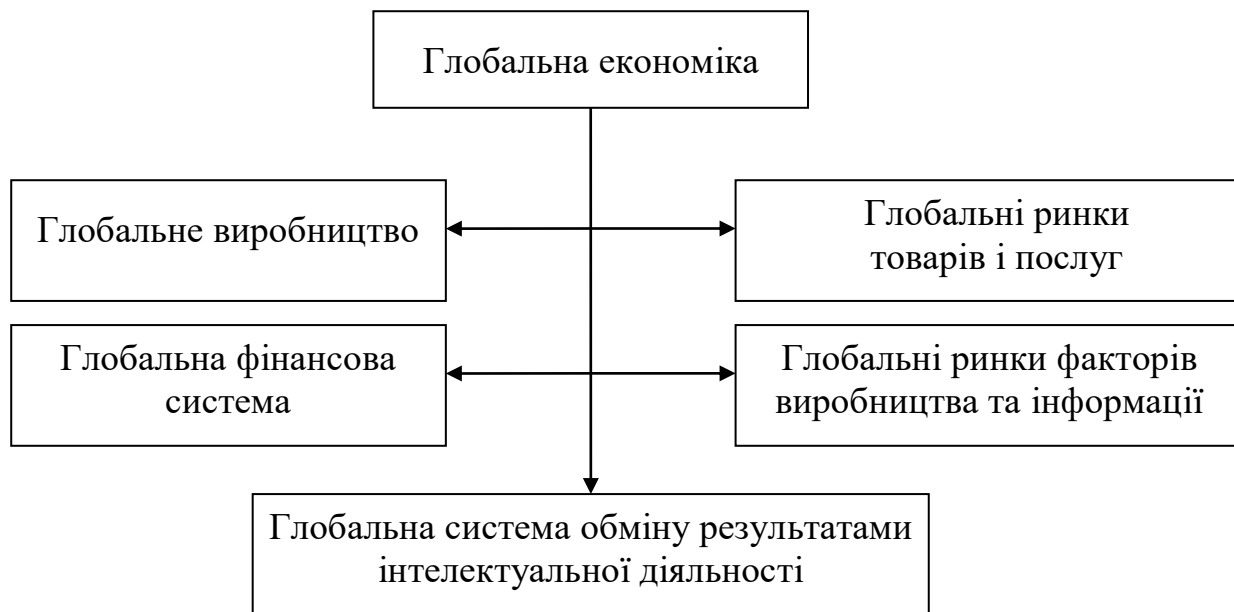 Глобальна економіка
Глобальне виробництво
Глобальні ринки
товарів і послуг
Глобальна фінансова
система
Глобальні ринки факторів
виробництва та інформації
Глобальна система обміну результатами
інтелектуальної діяльності